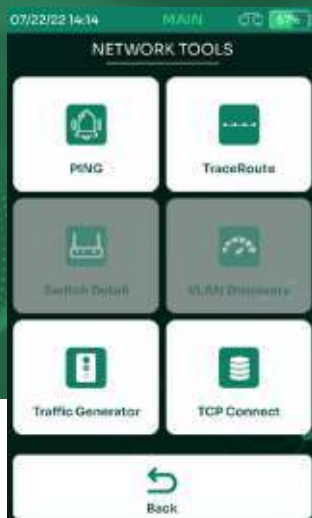 07/22/22 14:14 MAIN 67%
NETWORK TOOLS
PING TraceRoute
Switch Detail VLAN Discovery
Traffic Generator TCP Connect
Back